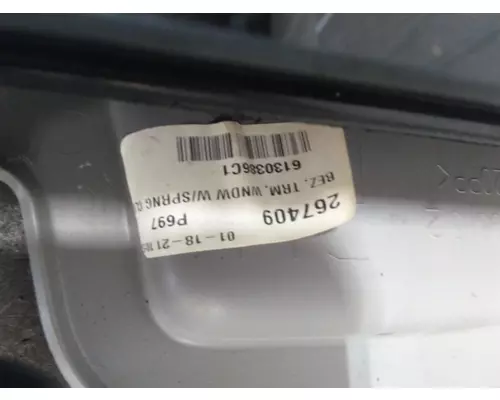 6130386C1
BEZ, TRM, WNDW W/SPRNG C
267409
P697
01-18-21